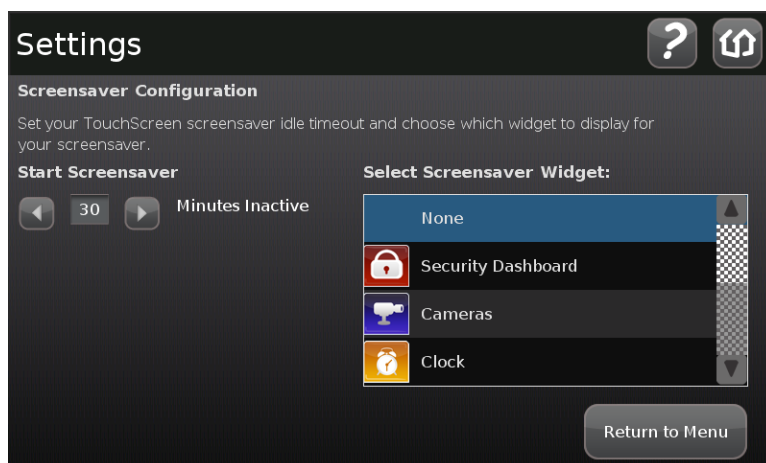 Settings
?
Screensaver Configuration
Set your TouchScreen screensaver idle timeout and choose which widget to display for
your screensaver.
Start Screensaver
Select Screensaver Widget:
30 Minutes Inactive
None
Security Dashboard
Cameras
Clock
Return to Menu